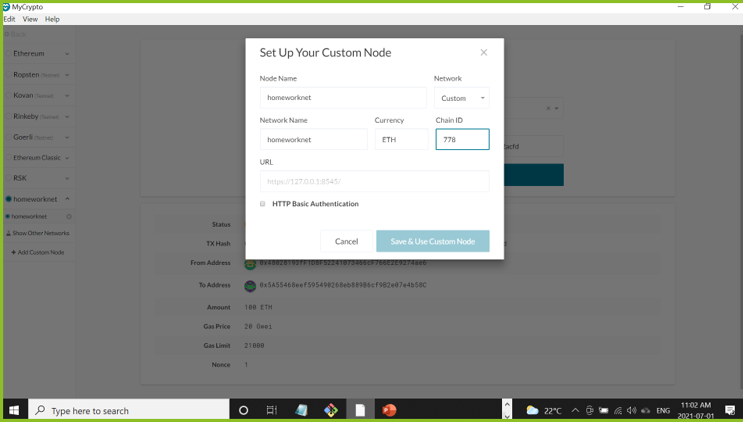 MyCrypto
Edit View Help
Back
Ethereum
Ropsten (Testnet)
Kovan (Testnet)
Rinkeby (Testnet)
Goerli (Testnet)
Ethereum Classic
RSK
homeworknet
homeworknet
Show Other Networks
+ Add Custom Node
Set Up Your Custom Node
Node Name Network
homeworknet Custom
Network Name Currency Chain ID
homeworknet ETH 778
URL
https://127.0.0.1:8545/
HTTP Basic Authentication
Cancel Save & Use Custom Node
Status
TX Hash
From Address
To Address
Amount 100 ETH
Gas Price 20 Gwei
Gas Limit 21000
Nonce 1
Type here to search
22°C ENG 11:02 AM
2021-07-01